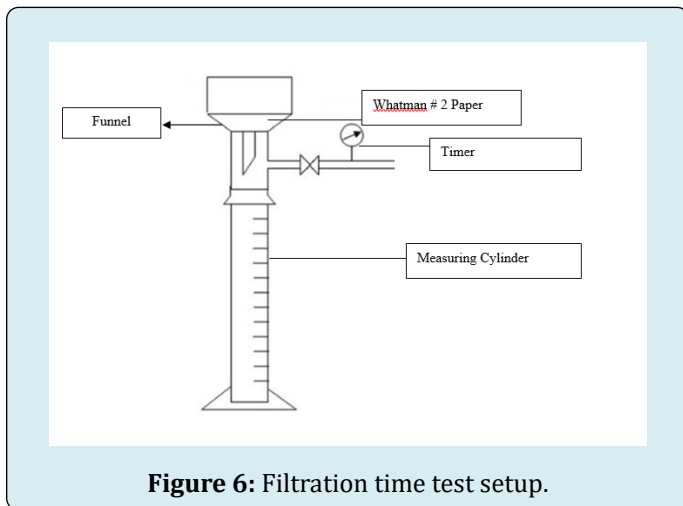 Whatman # 2 Paper
Funnel
Timer
Measuring Cylinder
Figure 6: Filtration time test setup.